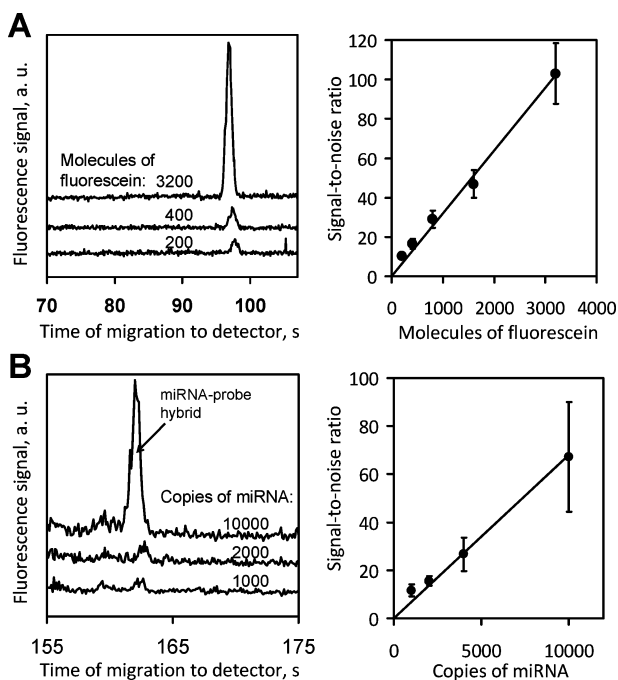 A
Fluorescence signal, a. u.
Molecules of
fluorescein: 3200
400
200
70 80 90 100
Time of migration to detector, s
Signal-to-noise ratio
120
100
80
60
40
20
0
0 1000 2000 3000 4000
Molecules of fluorescein
B
Fluorescence signal, a. u.
miRNA-probe
hybrid
Copies of miRNA:
10000
2000
1000
155 165 175
Time of migration to detector, s
Signal-to-noise ratio
100
80
60
40
20
0
0 5000 10000
Copies of miRNA